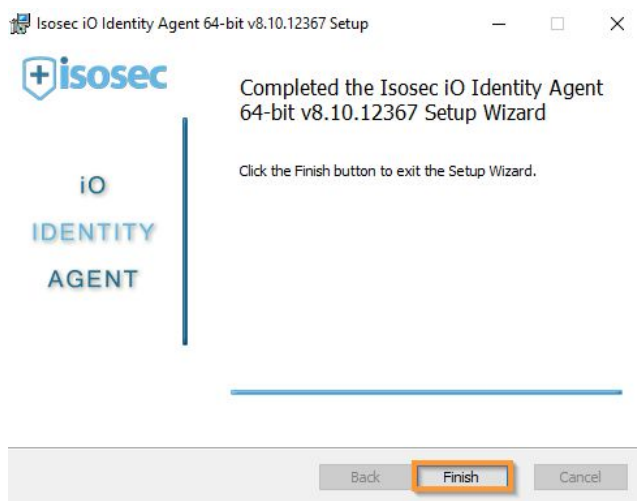 Isosec iO Identity Agent 64-bit v8.10.12367 Setup
isosec
Completed the Isosec iO Identity Agent
64-bit v8.10.12367 Setup Wizard
Click the Finish button to exit the Setup Wizard.
iO
IDENTITY
AGENT
Back Finish Cancel